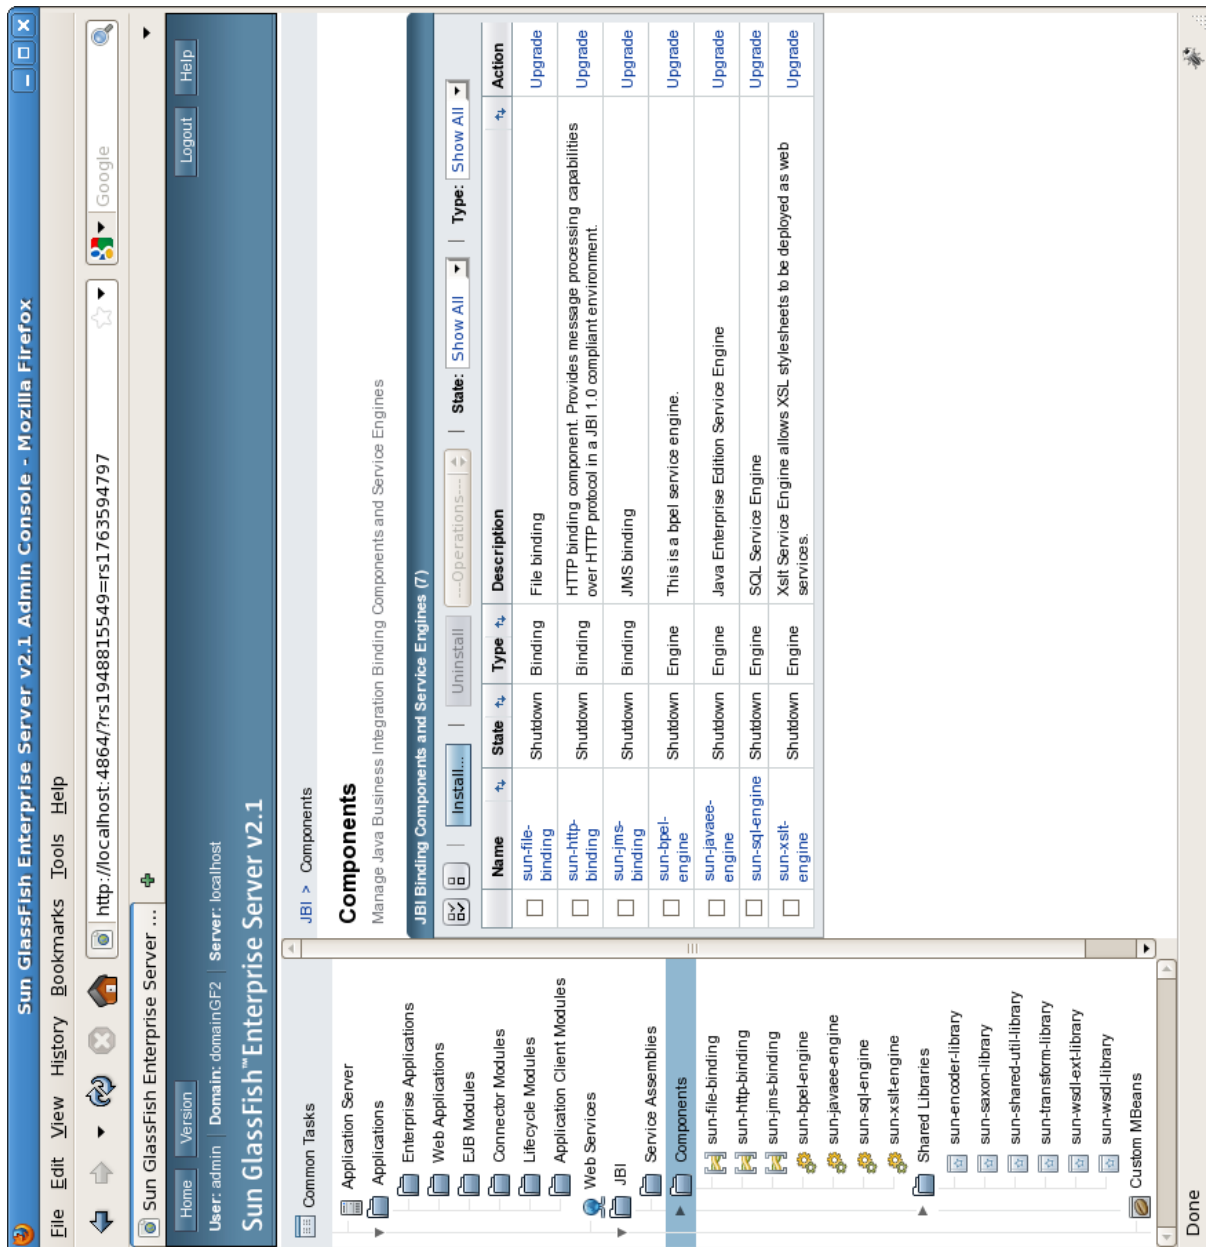 Sun GlassFish Enterprise Server v2.1 Admin Console - Mozilla Firefox
File Edit View History Bookmarks Tools Help
http://localhost:4864/?rs1948815549=rs1763594797
Google
Sun GlassFish Enterprise Server ...
Home Version
Logout Help
User: admin Domain: domainGF2 Server: localhost
Sun GlassFish™ Enterprise Server v2.1
Common Tasks
Application Server
Applications
Enterprise Applications
Web Applications
EJB Modules
Connector Modules
Lifecycle Modules
Application Client Modules
Web Services
JBI
Service Assemblies
Components
sun-file-binding
sun-http-binding
sun-jms-binding
sun-bpel-engine
sun-javaee-engine
sun-sql-engine
sun-xslt-engine
Shared Libraries
sun-encoder-library
sun-saxon-library
sun-shared-util-library
sun-transform-library
sun-wsdl-ext-library
sun-wsdl-library
Custom MBeans
JBI > Components
Components
Manage Java Business Integration Binding Components and Service Engines
JBI Binding Components and Service Engines (7)
Install... Uninstall ---Operations--- State: Show All Type: Show All
Name State Type Description Action
sun-file-
binding Shutdown Binding File binding Upgrade
sun-http- HTTP binding component. Provides message processing capabilities
binding Shutdown Binding over HTTP protocol in a JBI 1.0 compliant environment. Upgrade
sun-jms-
binding Shutdown Binding JMS binding Upgrade
sun-bpel-
engine Shutdown Engine This is a bpel service engine. Upgrade
sun-javaee-
engine Shutdown Engine Java Enterprise Edition Service Engine Upgrade
sun-sql-engine Shutdown Engine SQL Service Engine Upgrade
sun-xslt- Xslt Service Engine allows XSL stylesheets to be deployed as web
engine Shutdown Engine services. Upgrade
Done